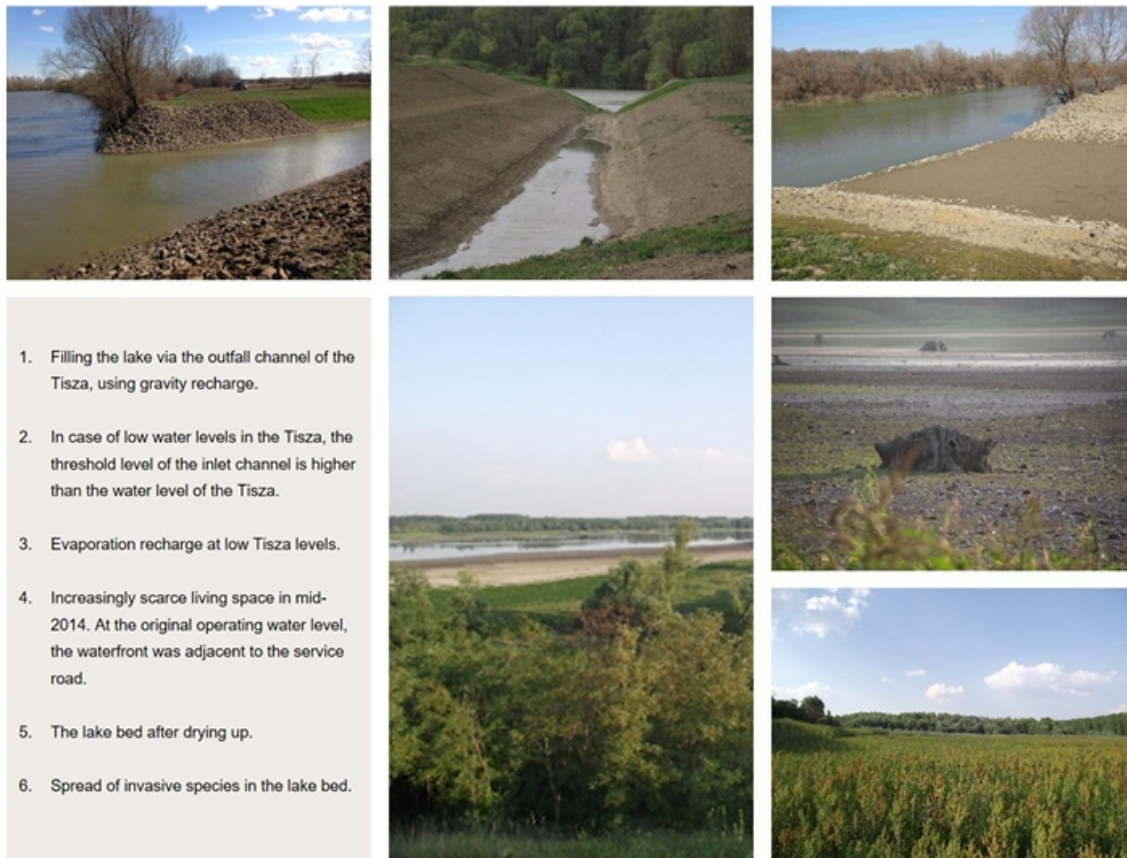 1. Filling the lake via the outfall channel of the
Tisza, using gravity recharge.
2. In case of low water levels in the Tisza, the
threshold level of the inlet channel is higher
than the water level of the Tisza.
3. Evaporation recharge at low Tisza levels.
4. Increasingly scarce living space in mid-
2014. At the original operating water level,
the waterfront was adjacent to the service
road.
5. The lake bed after drying up.
6. Spread of invasive species in the lake bed.